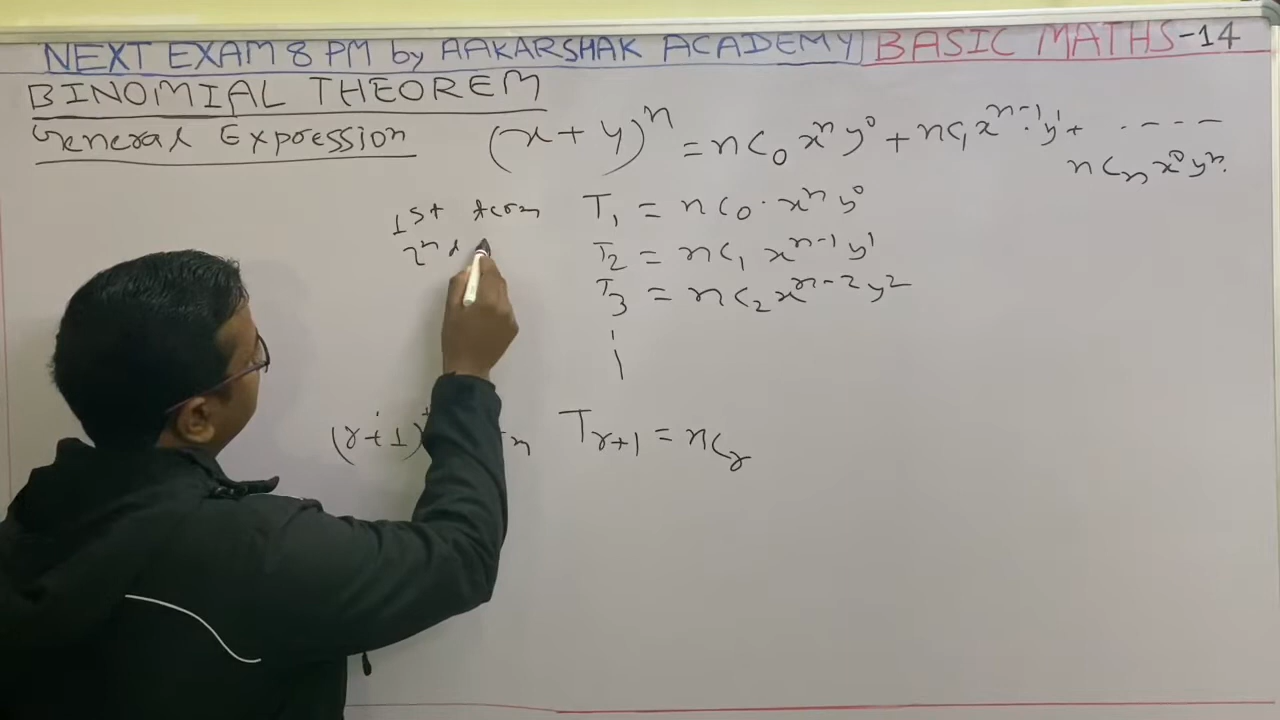 NEXT EXAM 8 PM by AAKARSHAK ACADEMY BASIC MATHS-14
BINOMIAL THEOREM
General Expression (x+y)ⁿ = nC₀ xⁿy⁰ + nC₁ xⁿ⁻¹·y¹ + ....
nCₙ x⁰yⁿ.
1st term T₁ = nC₀·xⁿy⁰
2nd T₂ = nC₁ xⁿ⁻¹y¹
T₃ = nC₂xⁿ⁻²y²
(r+1) Tᵣ₊₁ = nCᵣ